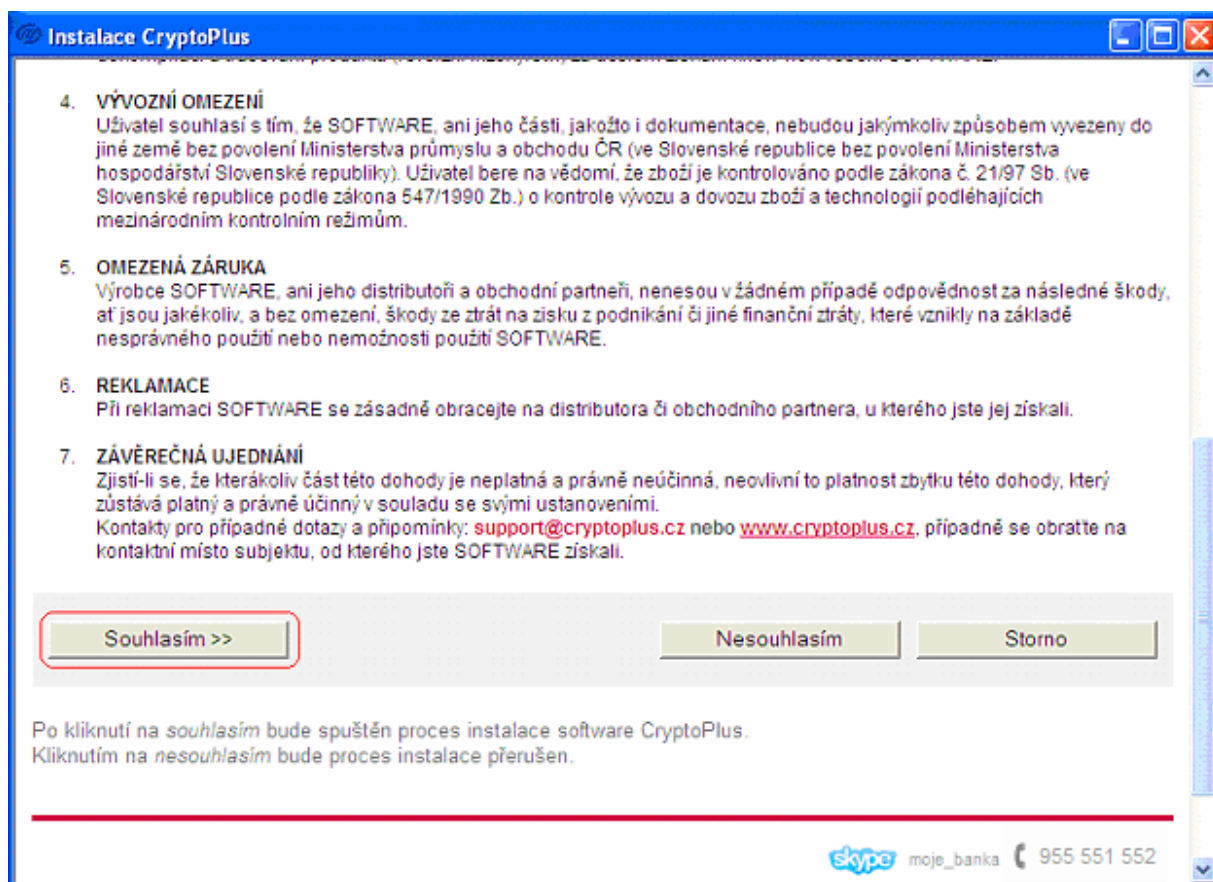 Instalace CryptoPlus
4. VÝVOZNÍ OMEZENÍ
Uživatel souhlasí s tím, že SOFTWARE, ani jeho části, jakožto i dokumentace, nebudou jakýmkoliv způsobem vyvezeny do
jiné země bez povolení Ministerstva průmyslu a obchodu ČR (ve Slovenské republice bez povolení Ministerstva
hospodářství Slovenské republiky). Uživatel bere na vědomí, že zboží je kontrolováno podle zákona č. 21/97 Sb. (ve
Slovenské republice podle zákona 547/1990 Zb.) o kontrole vývozu a dovozu zboží a technologií podléhajících
mezinárodním kontrolním režimům.
5. OMEZENÁ ZÁRUKA
Výrobce SOFTWARE, ani jeho distributoři a obchodní partneři, nenesou v žádném případě odpovědnost za následné škody,
ať jsou jakékoliv, a bez omezení, škody ze ztrát na zisku z podnikání či jiné finanční ztráty, které vznikly na základě
nesprávného použití nebo nemožnosti použití SOFTWARE.
6. REKLAMACE
Při reklamaci SOFTWARE se zásadně obracejte na distributora či obchodního partnera, u kterého jste jej získali.
7. ZÁVĚREČNÁ UJEDNÁNÍ
Zjistí-li se, že kterákoliv část této dohody je neplatná a právně neúčinná, neovlivní to platnost zbytku této dohody, který
zůstává platný a právně účinný v souladu se svými ustanoveními.
Kontakty pro případné dotazy a připomínky: support@cryptoplus.cz nebo www.cryptoplus.cz, případně se obraťte na
kontaktní místo subjektu, od kterého jste SOFTWARE získali.
Souhlasím >> Nesouhlasím Storno
Po kliknutí na souhlasím bude spuštěn proces instalace software CryptoPlus.
Kliknutím na nesouhlasím bude proces instalace přerušen.
skype moje_banka 955 551 552